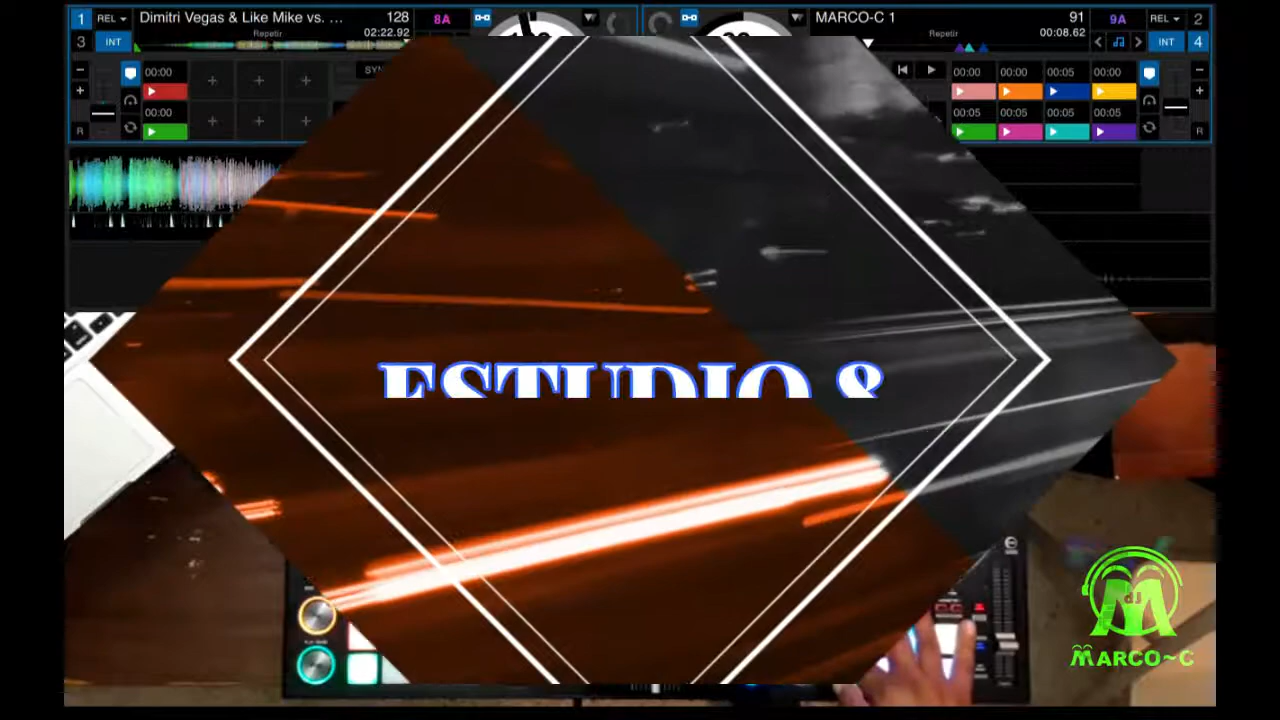 1 REL Dimitri Vegas & Like Mike vs. ... 128 8A
Repetir 02:22.92
3 INT
00:00
00:00
R
MARCO-C 1 91 9A REL 2
Repetir 00:08.62
INT 4
00:00 00:00 00:05 00:00
00:05 00:05 00:05 00:05
R
ESTUDIO &
dj
MARCO~C